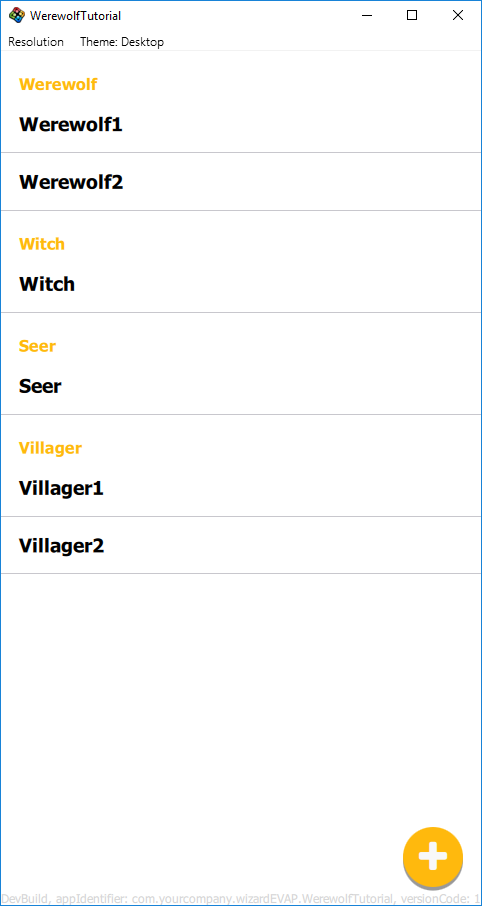 WerewolfTutorial
Resolution Theme: Desktop
Werewolf
Werewolf1
Werewolf2
Witch
Witch
Seer
Seer
Villager
Villager1
Villager2
DevBuild, appIdentifier: com.yourcompany.wizardEVAP.WerewolfTutorial, versionCode: 1